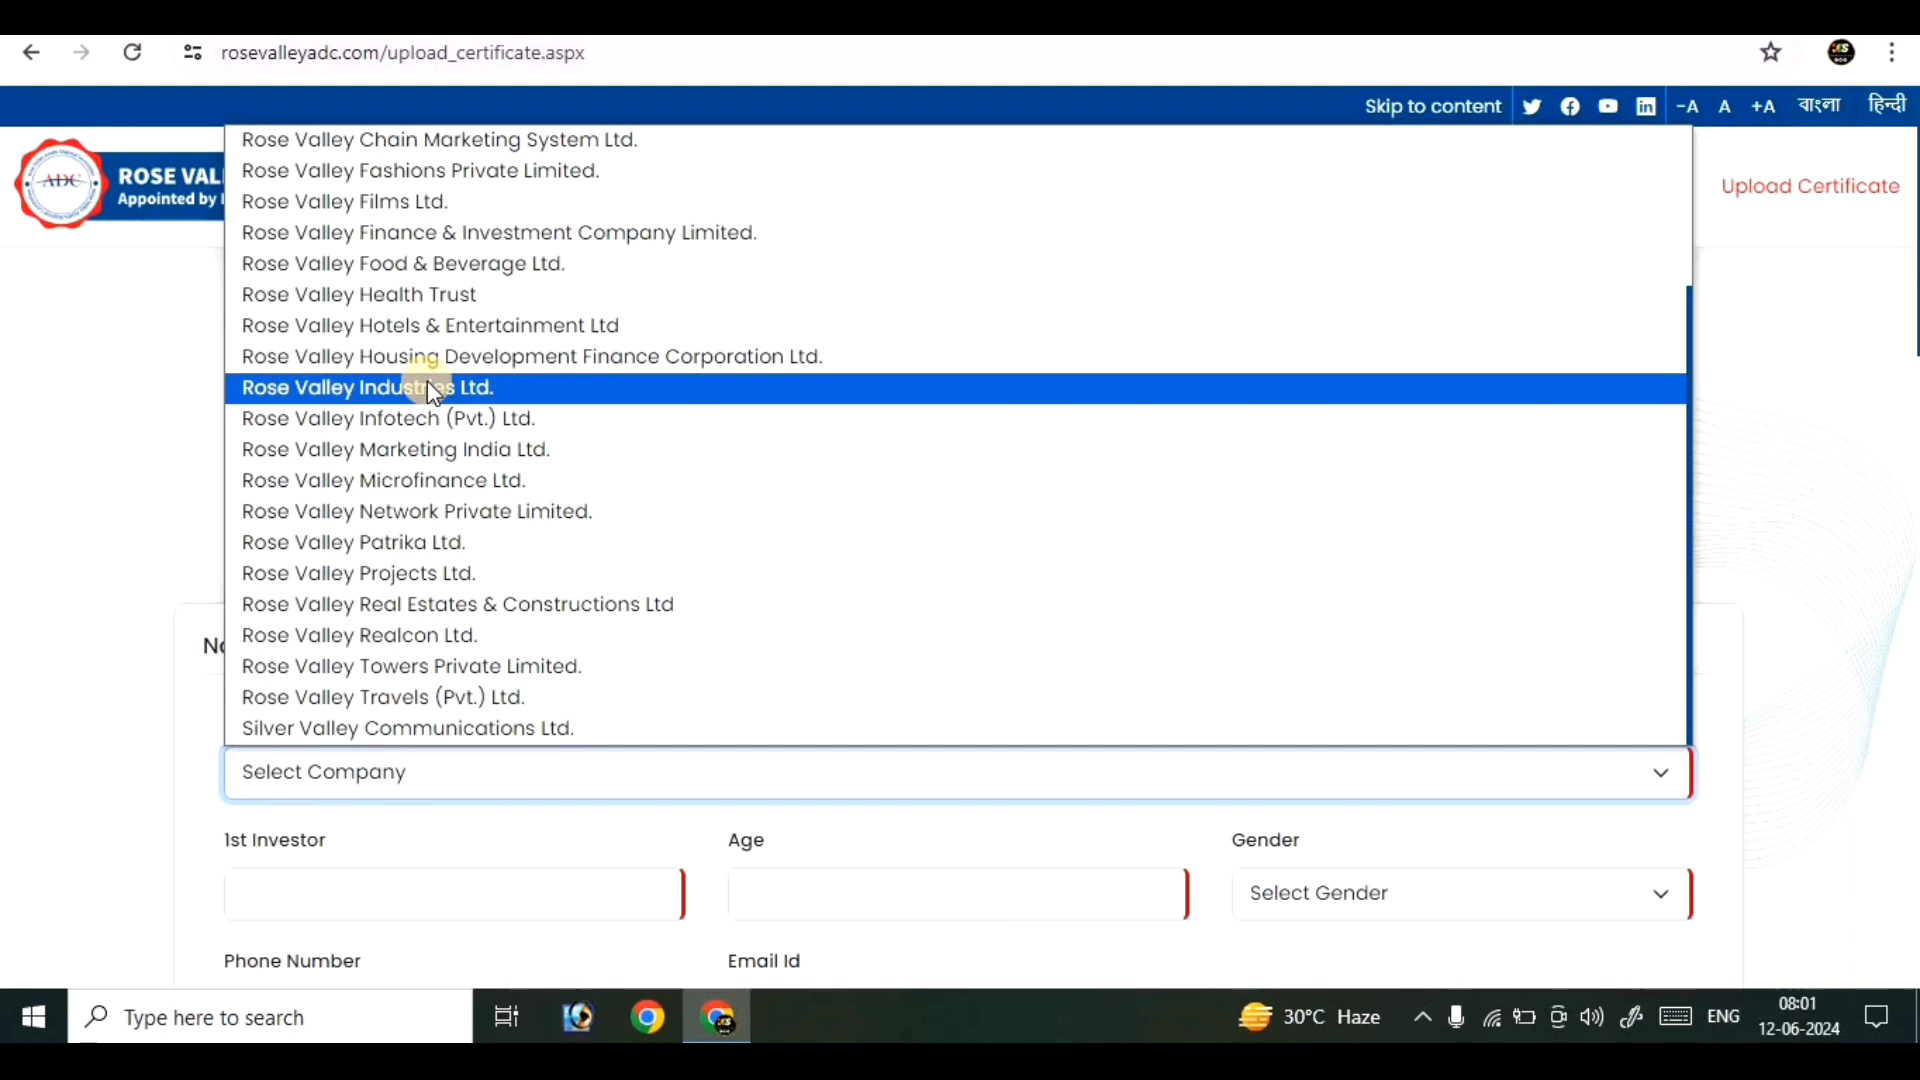 rosevalleyadc.com/upload_certificate.aspx
Skip to content -A A +A বাংলা हिन्दी
ADC
ROSE VAL
Appointed by
Upload Certificate
Rose Valley Chain Marketing System Ltd.
Rose Valley Fashions Private Limited.
Rose Valley Films Ltd.
Rose Valley Finance & Investment Company Limited.
Rose Valley Food & Beverage Ltd.
Rose Valley Health Trust
Rose Valley Hotels & Entertainment Ltd
Rose Valley Housing Development Finance Corporation Ltd.
Rose Valley Industries Ltd.
Rose Valley Infotech (Pvt.) Ltd.
Rose Valley Marketing India Ltd.
Rose Valley Microfinance Ltd.
Rose Valley Network Private Limited.
Rose Valley Patrika Ltd.
Rose Valley Projects Ltd.
Rose Valley Real Estates & Constructions Ltd
Rose Valley Realcon Ltd.
Rose Valley Towers Private Limited.
Rose Valley Travels (Pvt.) Ltd.
Silver Valley Communications Ltd.
Select Company
1st Investor Age Gender
Select Gender
Phone Number Email Id
Type here to search
30°C Haze
ENG
08:01
12-06-2024